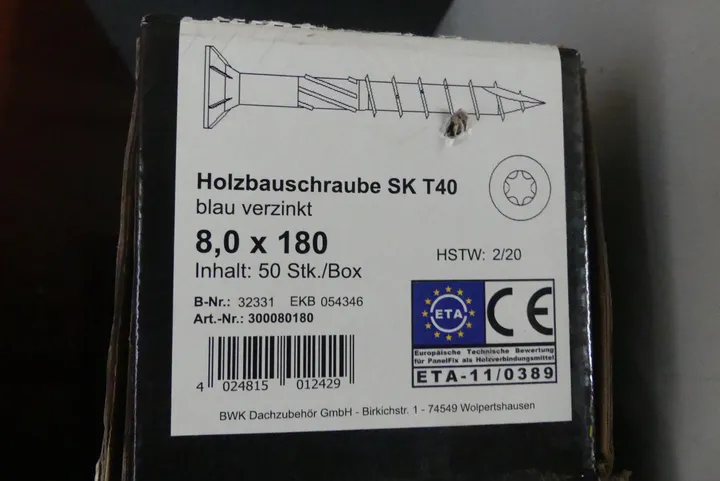 Holzbauschraube SK T40
blau verzinkt
8,0 x 180
Inhalt: 50 Stk./Box
HSTW: 2/20
B-Nr.: 32331 EKB 054346
Art.-Nr.: 300080180
4 024815 012429
ETA
CE
Europäische Technische Bewertung
für PanelFix als Holzverbindungsmittel
ETA-11/0389
BWK Dachzubehör GmbH - Birkichstr. 1 - 74549 Wolpertshausen